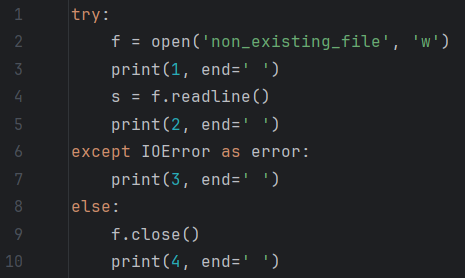 1 try:
2     f = open('non_existing_file', 'w')
3     print(1, end=' ')
4     s = f.readline()
5     print(2, end=' ')
6 except IOError as error:
7     print(3, end=' ')
8 else:
9     f.close()
10     print(4, end=' ')